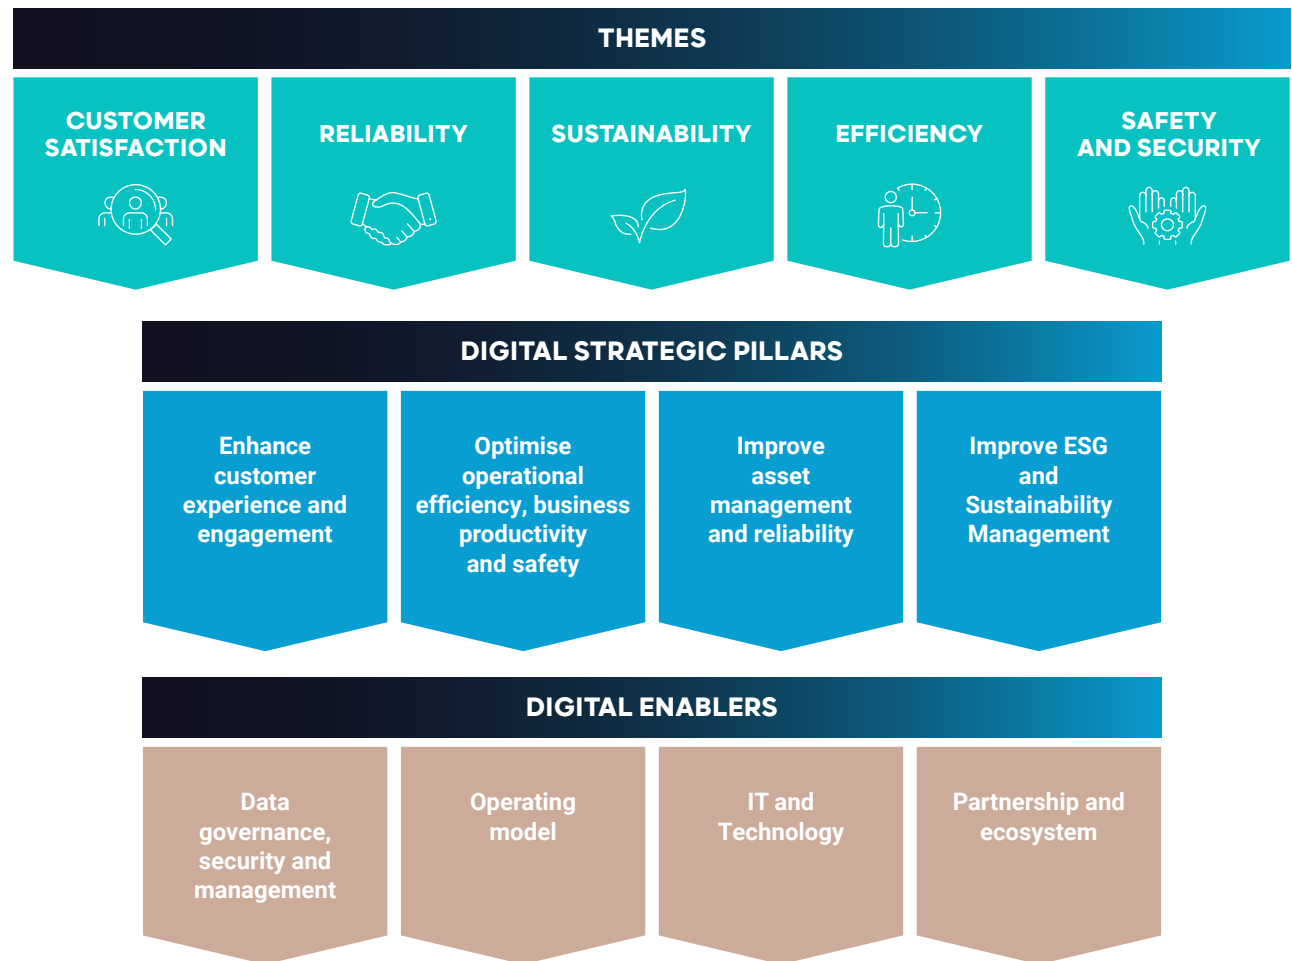 THEMES
CUSTOMER
SATISFACTION
RELIABILITY
SUSTAINABILITY
EFFICIENCY
SAFETY
AND SECURITY
DIGITAL STRATEGIC PILLARS
Enhance
customer
experience and
engagement
Optimise
operational
efficiency, business
productivity
and safety
Improve
asset
management
and reliability
Improve ESG
and
Sustainability
Management
DIGITAL ENABLERS
Data
governance,
security and
management
Operating
model
IT and
Technology
Partnership and
ecosystem